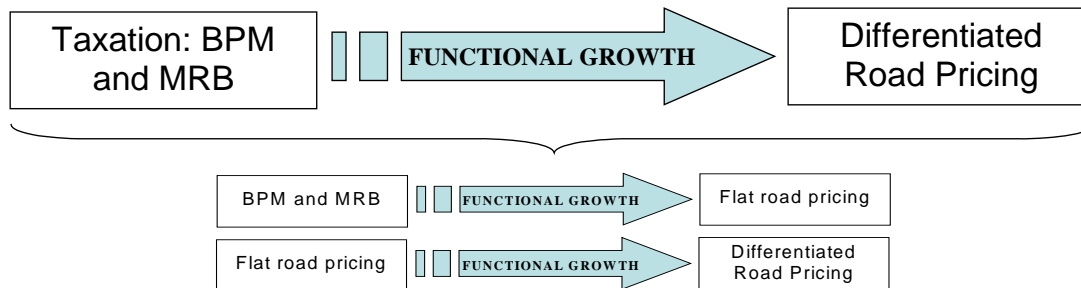 Taxation: BPM
and MRB
FUNCTIONAL GROWTH
Differentiated
Road Pricing
BPM and MRB
FUNCTIONAL GROWTH
Flat road pricing
Flat road pricing
FUNCTIONAL GROWTH
Differentiated
Road Pricing